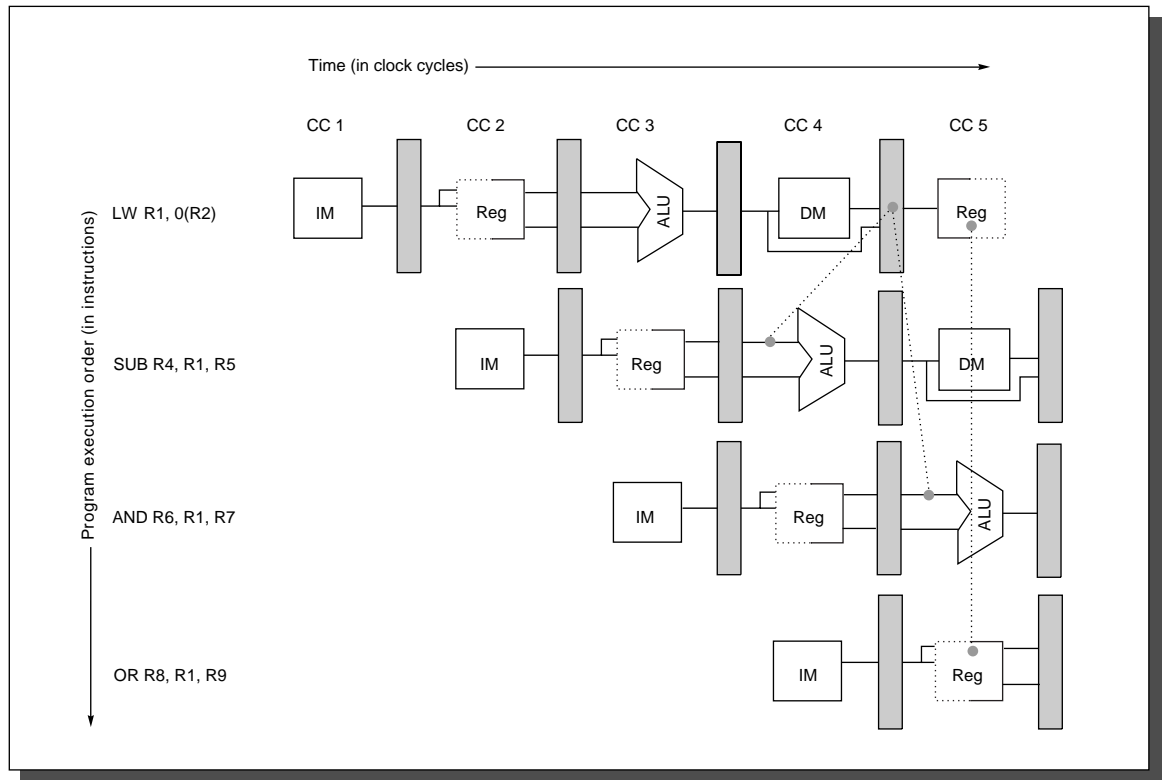 Time (in clock cycles)
CC 1 CC 2 CC 3 CC 4 CC 5
Program execution order (in instructions)
LW R1, 0(R2) IM Reg ALU DM Reg
SUB R4, R1, R5 IM Reg ALU DM
AND R6, R1, R7 IM Reg ALU
OR R8, R1, R9 IM Reg